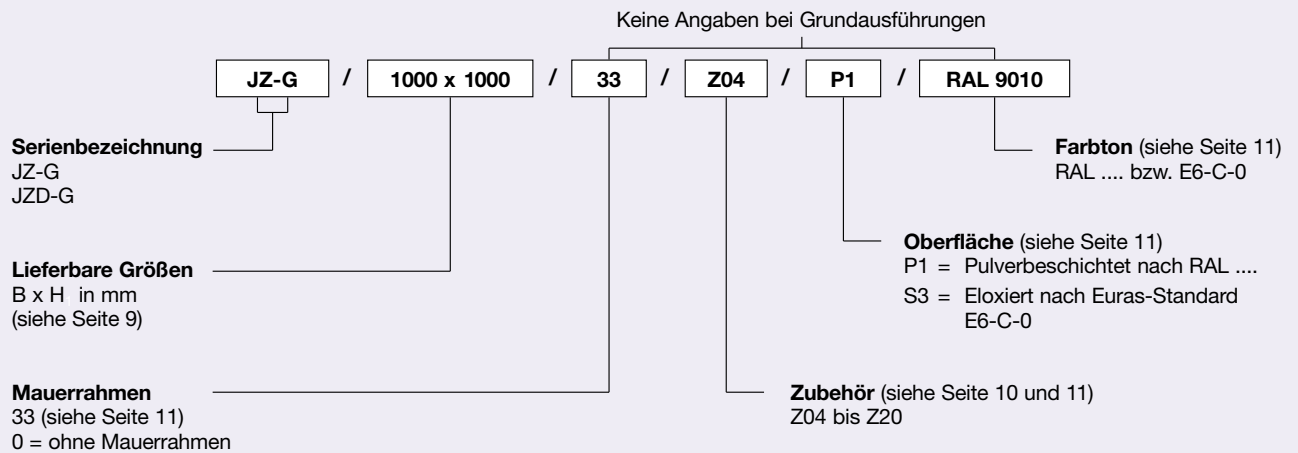 Keine Angaben bei Grundausführungen
JZ-G / 1000 x 1000 / 33 / Z04 / P1 / RAL 9010
Serienbezeichnung
JZ-G
JZD-G
Farbton (siehe Seite 11)
RAL .... bzw. E6-C-0
Oberfläche (siehe Seite 11)
P1 = Pulverbeschichtet nach RAL ....
S3 = Eloxiert nach Euras-Standard
E6-C-0
Lieferbare Größen
B x H in mm
(siehe Seite 9)
Mauerrahmen
33 (siehe Seite 11)
0 = ohne Mauerrahmen
Zubehör (siehe Seite 10 und 11)
Z04 bis Z20